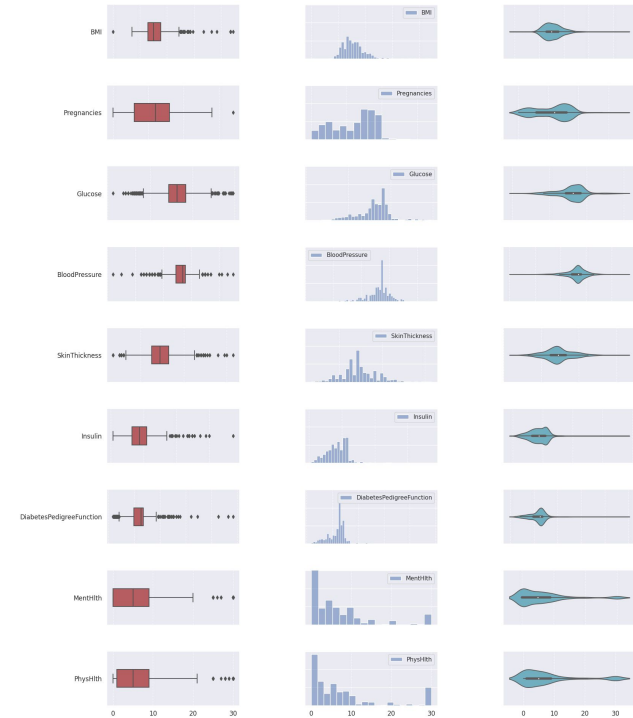 BMI
BMI
Pregnancies
Pregnancies
Glucose
Glucose
BloodPressure
BloodPressure
SkinThickness
SkinThickness
Insulin
Insulin
DiabetesPedigreeFunction
DiabetesPedigreeFunction
MentHlth
MentHlth
PhysHlth
PhysHlth
0 10 20 30 0 10 20 30 0 10 20 30